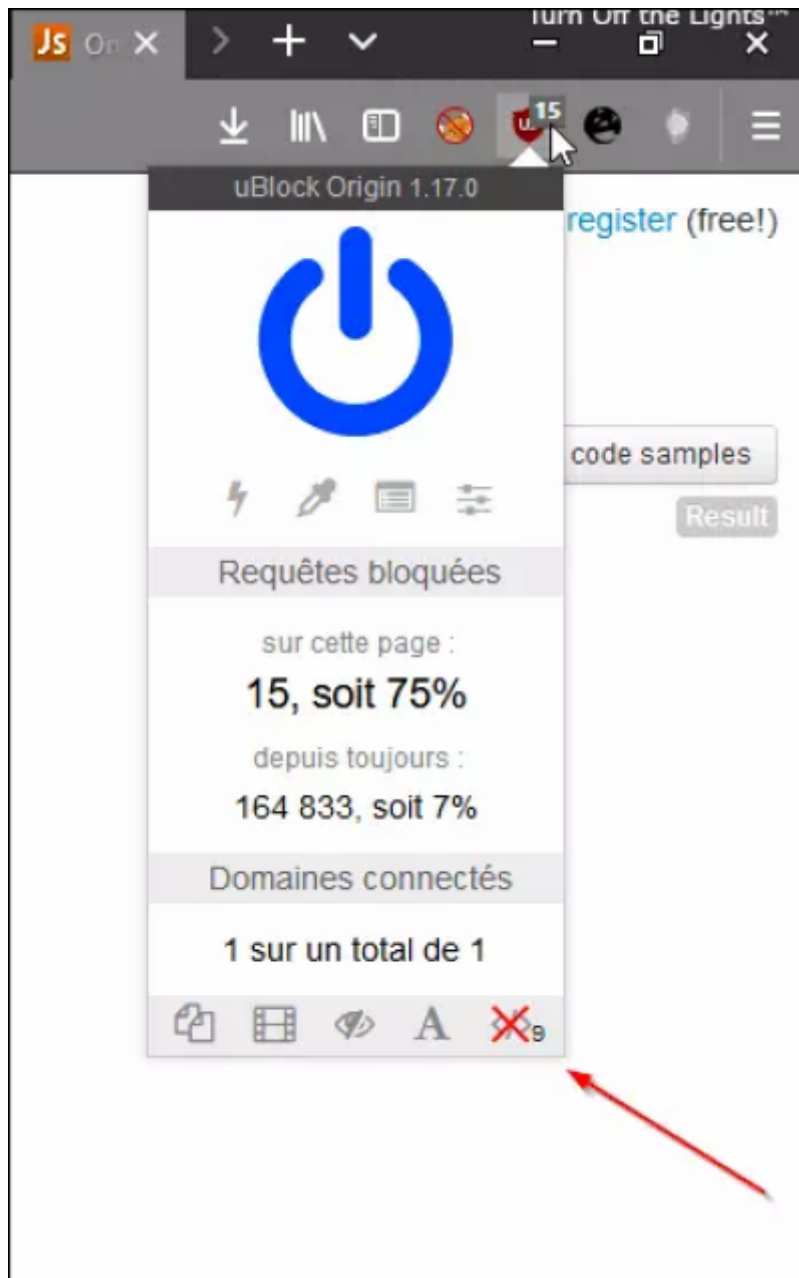 Turn Off the Lights™
Js On
15
uBlock Origin 1.17.0
register (free!)
code samples
Result
Requêtes bloquées
sur cette page :
15, soit 75%
depuis toujours :
164 833, soit 7%
Domaines connectés
1 sur un total de 1
A
9